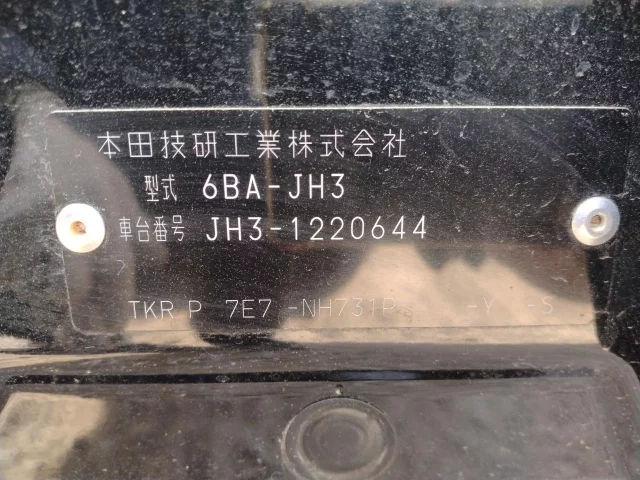 本田技研工業株式会社
型式 6BA-JH3
車台番号 JH3-1220644
TKR P 7E7 -NH731P -Y -S